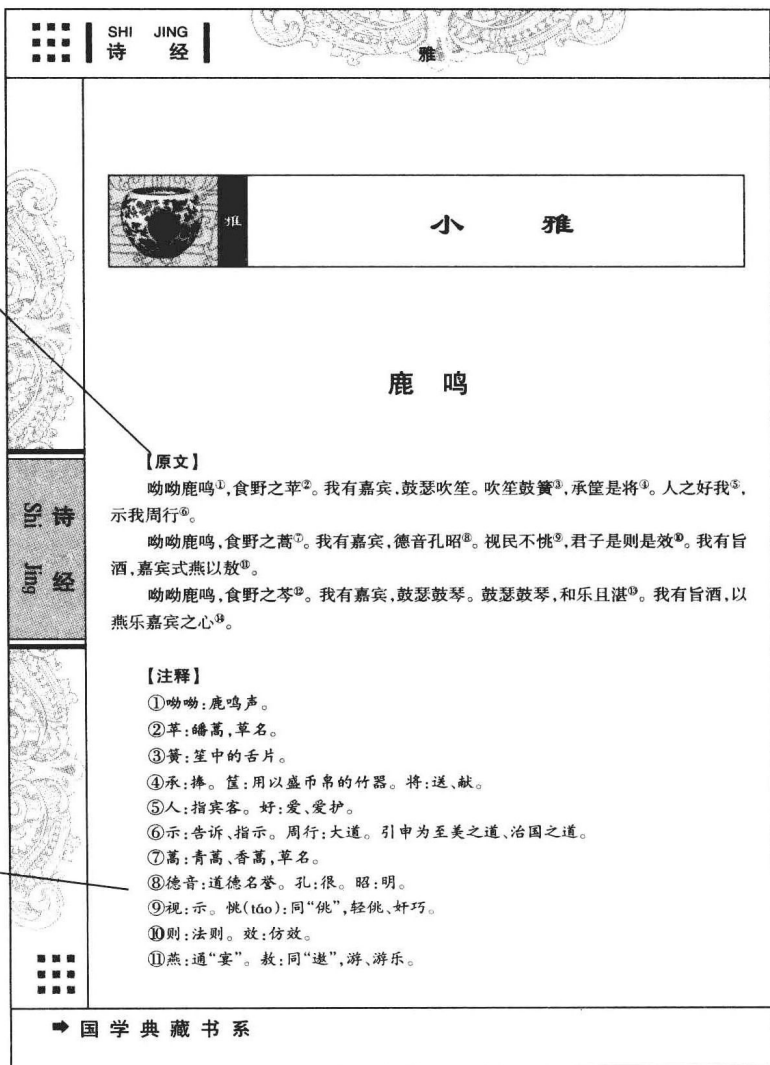 SHI JING
诗 经
雅
雅
小 雅
鹿 鸣
【原文】
呦呦鹿鸣①,食野之苹②。我有嘉宾,鼓瑟吹笙。吹笙鼓簧③,承筐是将④。人之好我⑤,
示我周行⑥。
呦呦鹿鸣,食野之蒿⑦。我有嘉宾,德音孔昭⑧。视民不恌⑨,君子是则是效⑩。我有旨
酒,嘉宾式燕以敖⑪。
呦呦鹿鸣,食野之芩⑫。我有嘉宾,鼓瑟鼓琴。鼓瑟鼓琴,和乐且湛⑬。我有旨酒,以
燕乐嘉宾之心⑭。
【注释】
①呦呦:鹿鸣声。
②苹:皤蒿,草名。
③簧:笙中的舌片。
④承:捧。筐:用以盛币帛的竹器。将:送、献。
⑤人:指宾客。好:爱、爱护。
⑥示:告诉、指示。周行:大道。引申为至美之道、治国之道。
⑦蒿:青蒿、香蒿,草名。
⑧德音:道德名誉。孔:很。昭:明。
⑨视:示。恌(táo):同“佻”,轻佻、奸巧。
⑩则:法则。效:仿效。
⑪燕:通“宴”。敖:同“遨”,游、游乐。
诗经
Shi Jing
➡国学典藏书系